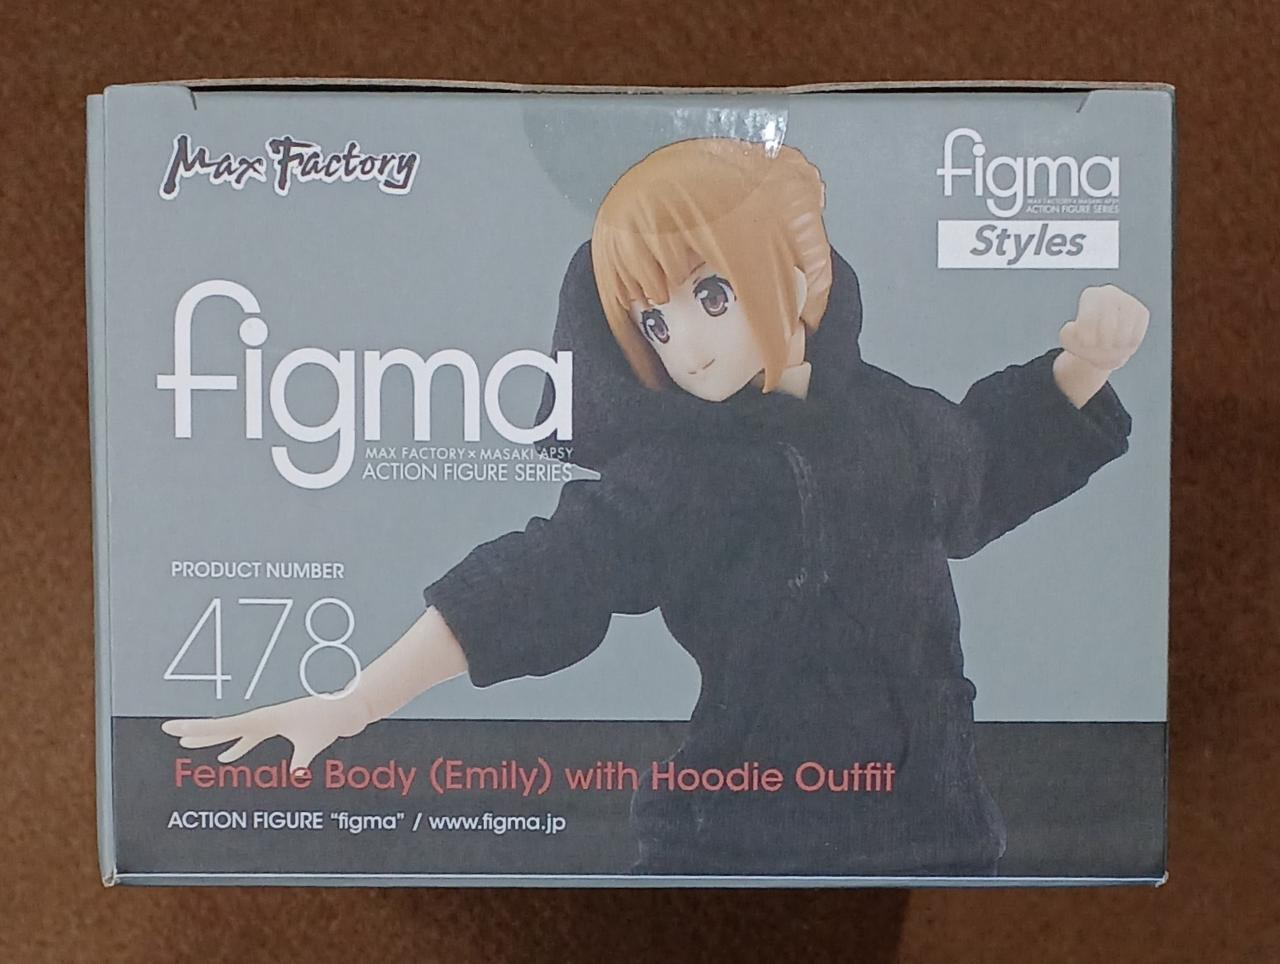 Max Factory
figma
MAX FACTORY×MASAKI APSY
ACTION FIGURE SERIES
Styles
figma
MAX FACTORY×MASAKI APSY
ACTION FIGURE SERIES
PRODUCT NUMBER
478
Female Body (Emily) with Hoodie Outfit
ACTION FIGURE “figma” / www.figma.jp